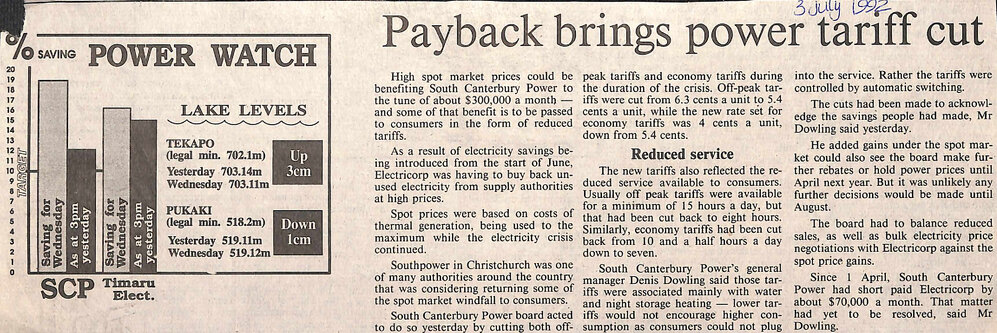 3 July 1992
Payback brings power tariff cut
% SAVING
POWER WATCH
20
19
18
17
16
15
14
13
12
11
10
9
8
7
6
5
4
3
2
1
0
TARGET
Saving for
Wednesday
As at 3pm
yesterday
Saving for
Wednesday
As at 3pm
yesterday
SCP
Timaru
Elect.
LAKE LEVELS
TEKAPO
(legal min. 702.1m)
Yesterday 703.14m
Wednesday 703.11m
Up
3cm
PUKAKI
(legal min. 518.2m)
Yesterday 519.11m
Wednesday 519.12m
Down
1cm
High spot market prices could be
benefiting South Canterbury Power to
the tune of about $300,000 a month —
and some of that benefit is to be passed
to consumers in the form of reduced
tariffs.
As a result of electricity savings be-
ing introduced from the start of June,
Electricorp was having to buy back un-
used electricity from supply authorities
at high prices.
Spot prices were based on costs of
thermal generation, being used to the
maximum while the electricity crisis
continued.
Southpower in Christchurch was one
of many authorities around the country
that was considering returning some of
the spot market windfall to consumers.
South Canterbury Power board acted
to do so yesterday by cutting both off-
peak tariffs and economy tariffs during
the duration of the crisis. Off-peak tar-
iffs were cut from 6.3 cents a unit to 5.4
cents a unit, while the new rate set for
economy tariffs was 4 cents a unit,
down from 5.4 cents.
Reduced service
The new tariffs also reflected the re-
duced service available to consumers.
Usually off peak tariffs were available
for a minimum of 15 hours a day, but
that had been cut back to eight hours.
Similarly, economy tariffs had been cut
back from 10 and a half hours a day
down to seven.
South Canterbury Power's general
manager Denis Dowling said those tar-
iffs were associated mainly with water
and night storage heating — lower tar-
iffs would not encourage higher con-
sumption as consumers could not plug
into the service. Rather the tariffs were
controlled by automatic switching.
The cuts had been made to acknowl-
edge the savings people had made, Mr
Dowling said yesterday.
He added gains under the spot mar-
ket could also see the board make fur-
ther rebates or hold power prices until
April next year. But it was unlikely any
further decisions would be made until
August.
The board had to balance reduced
sales, as well as bulk electricity price
negotiations with Electricorp against the
spot price gains.
Since 1 April, South Canterbury
Power had short paid Electricorp by
about $70,000 a month. That matter
had yet to be resolved, said Mr
Dowling.